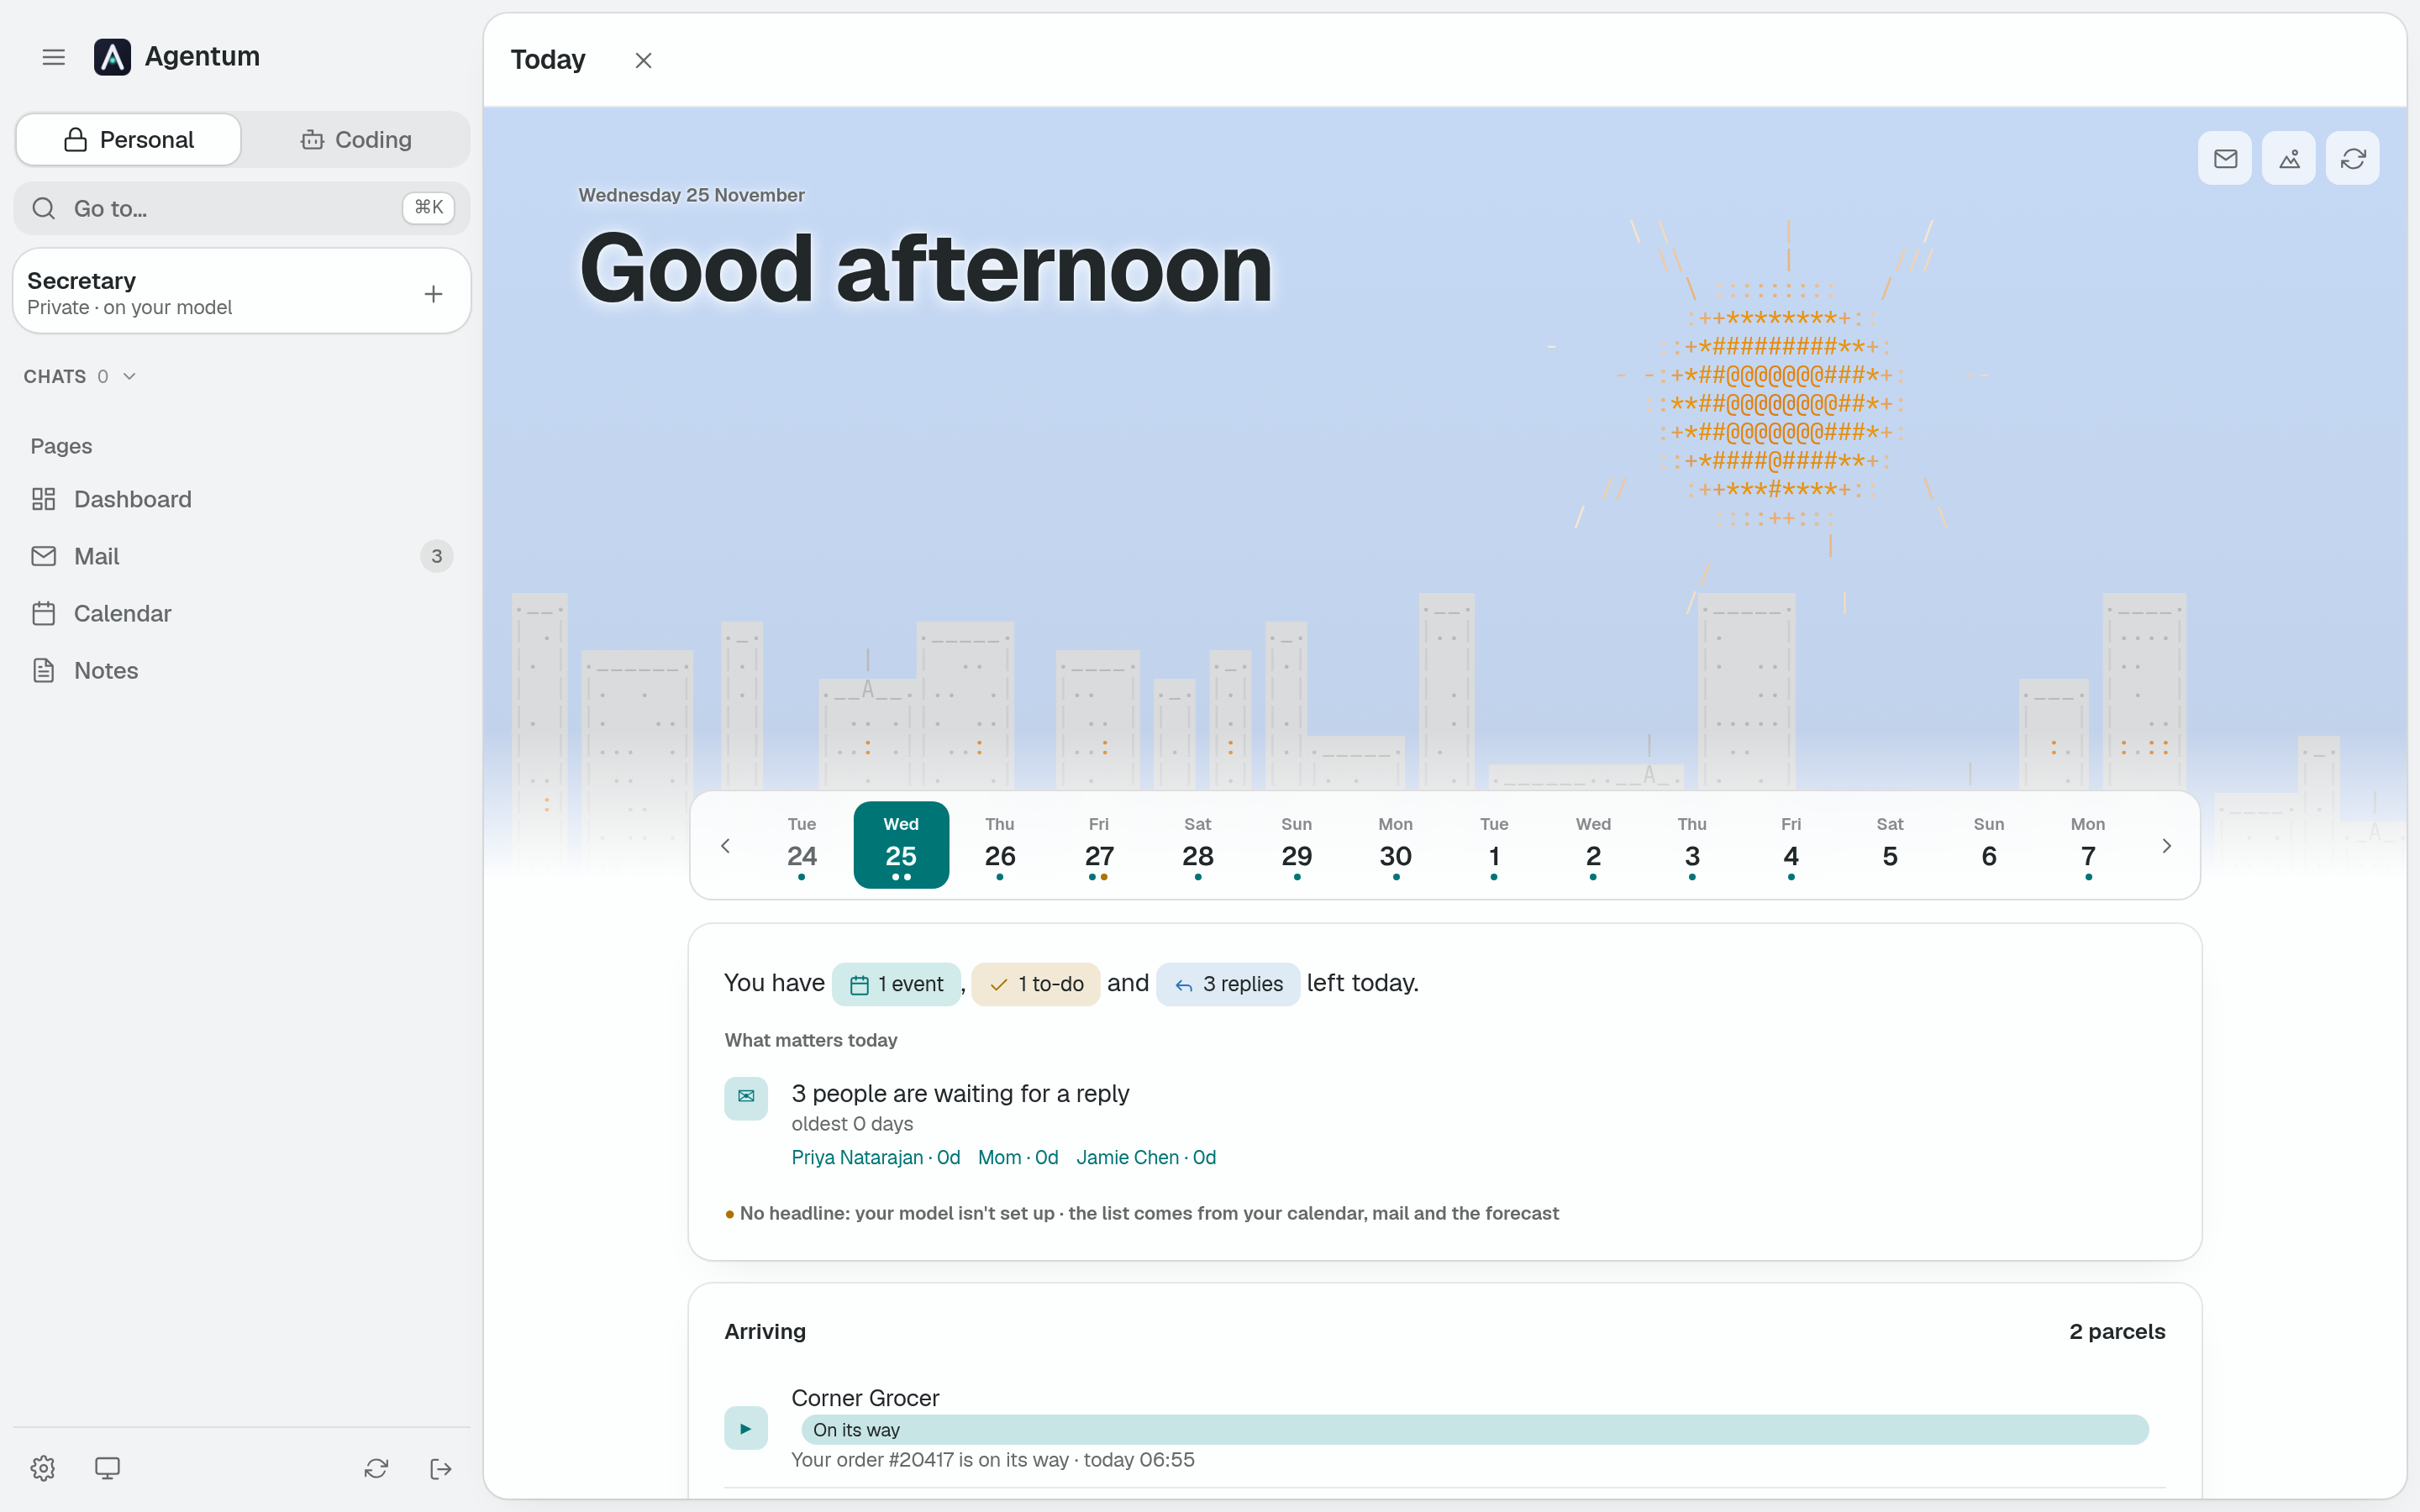 Agentum
Personal
Coding
Go to...
⌘K
Secretary
Private · on your model
CHATS 0
Pages
Dashboard
Mail 3
Calendar
Notes
Today
Wednesday 25 November
Good afternoon
Tue 24
Wed 25
Thu 26
Fri 27
Sat 28
Sun 29
Mon 30
Tue 1
Wed 2
Thu 3
Fri 4
Sat 5
Sun 6
Mon 7
You have 1 event, 1 to-do and 3 replies left today.
What matters today
3 people are waiting for a reply
oldest 0 days
Priya Natarajan · 0d Mom · 0d Jamie Chen · 0d
No headline: your model isn't set up · the list comes from your calendar, mail and the forecast
Arriving
2 parcels
Corner Grocer
On its way
Your order #20417 is on its way · today 06:55